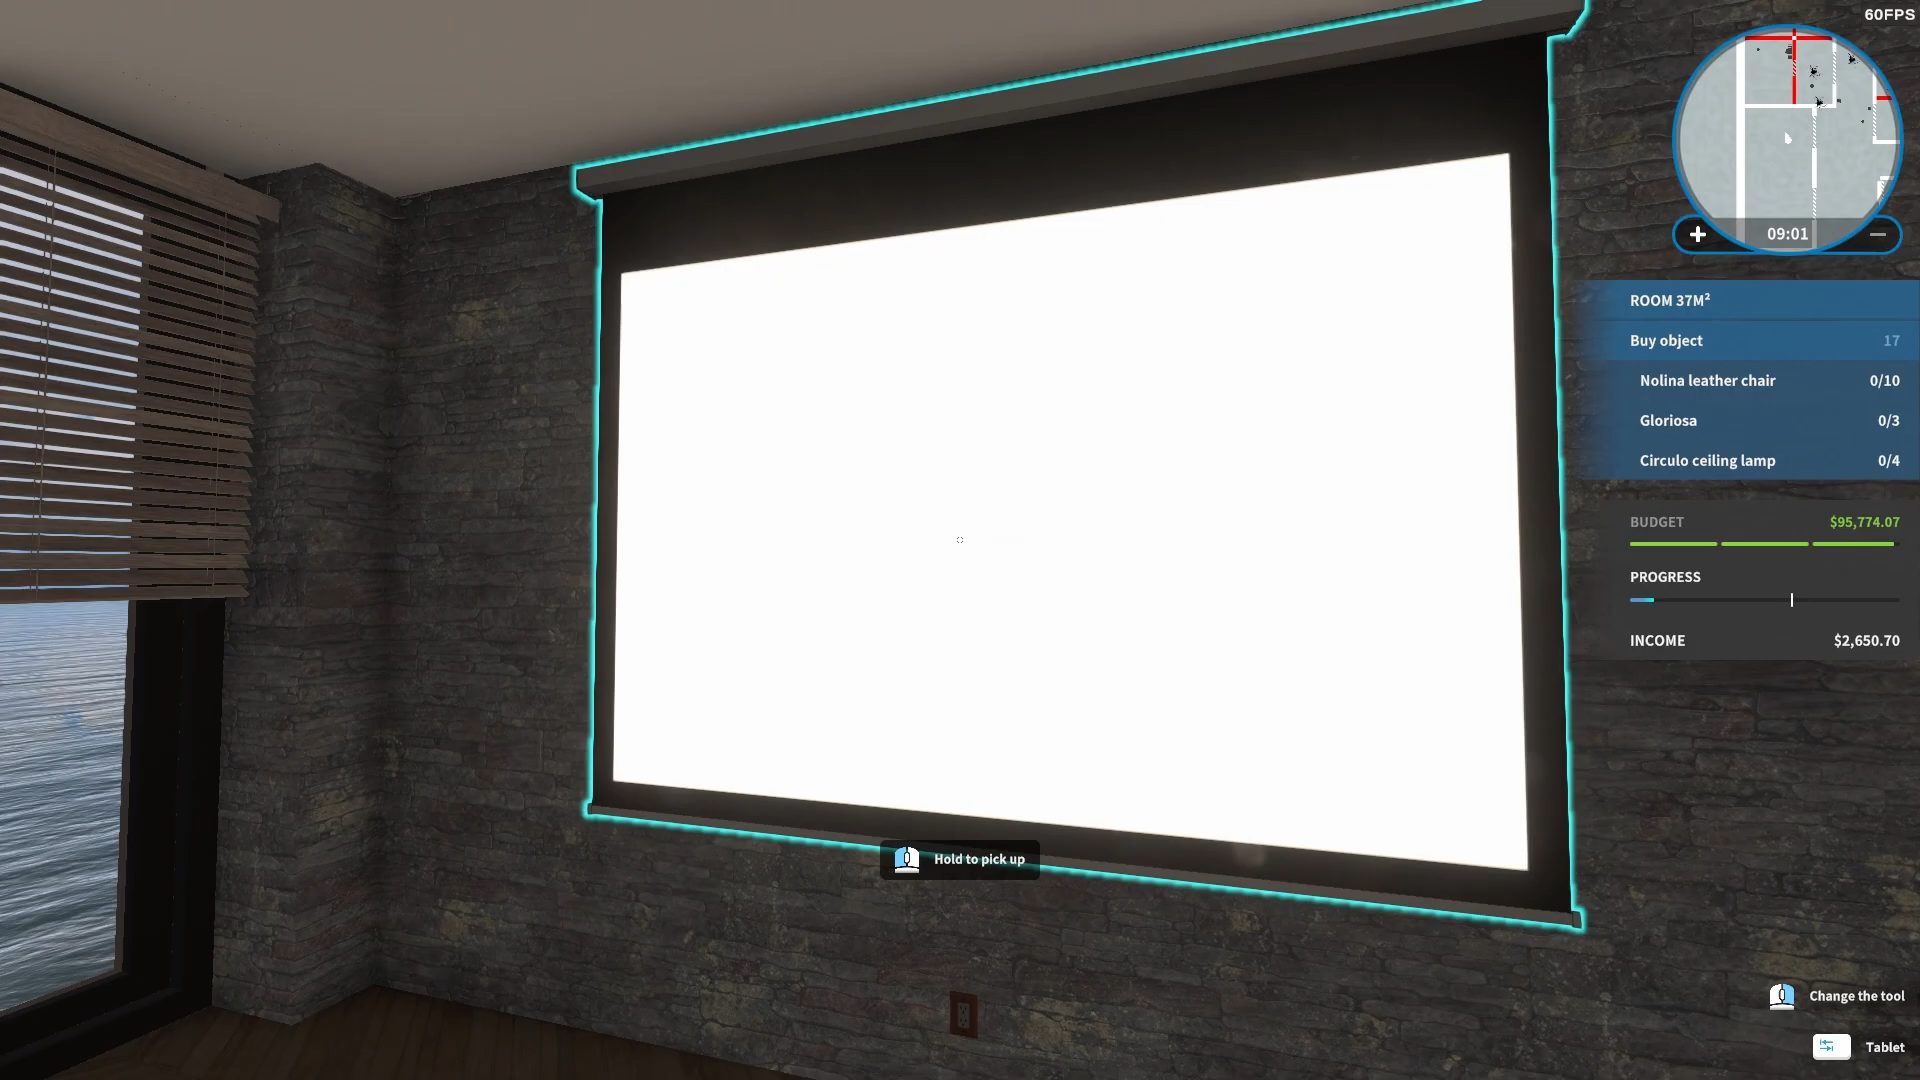 60FPS
09:01
ROOM 37M²
Buy object 17
Nolina leather chair 0/10
Gloriosa 0/3
Circulo ceiling lamp 0/4
BUDGET $95,774.07
PROGRESS
INCOME $2,650.70
Hold to pick up
Change the tool
Tablet